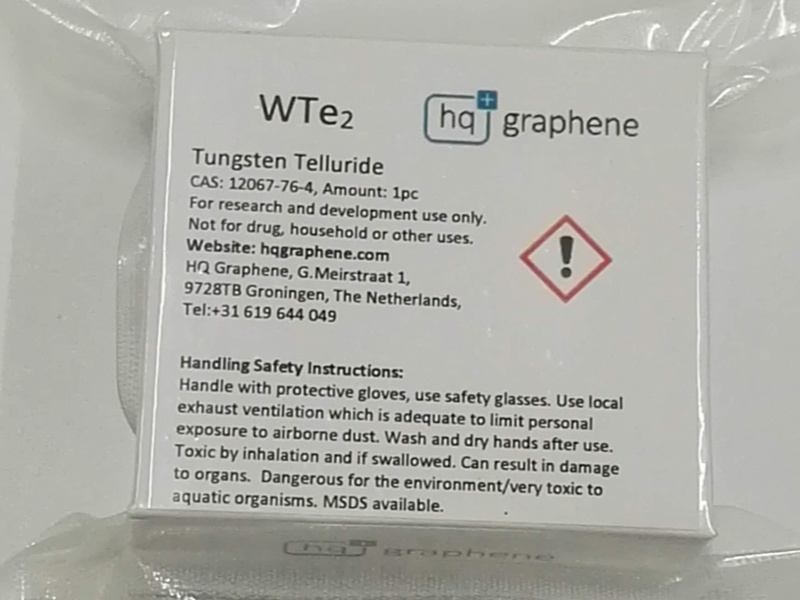 WTe₂
hq graphene
Tungsten Telluride
CAS: 12067-76-4, Amount: 1pc
For research and development use only.
Not for drug, household or other uses.
Website: hqgraphene.com
HQ Graphene, G.Meirstraat 1,
9728TB Groningen, The Netherlands,
Tel:+31 619 644 049
!
Handling Safety Instructions:
Handle with protective gloves, use safety glasses. Use local
exhaust ventilation which is adequate to limit personal
exposure to airborne dust. Wash and dry hands after use.
Toxic by inhalation and if swallowed. Can result in damage
to organs. Dangerous for the environment/very toxic to
aquatic organisms. MSDS available.
hq graphene